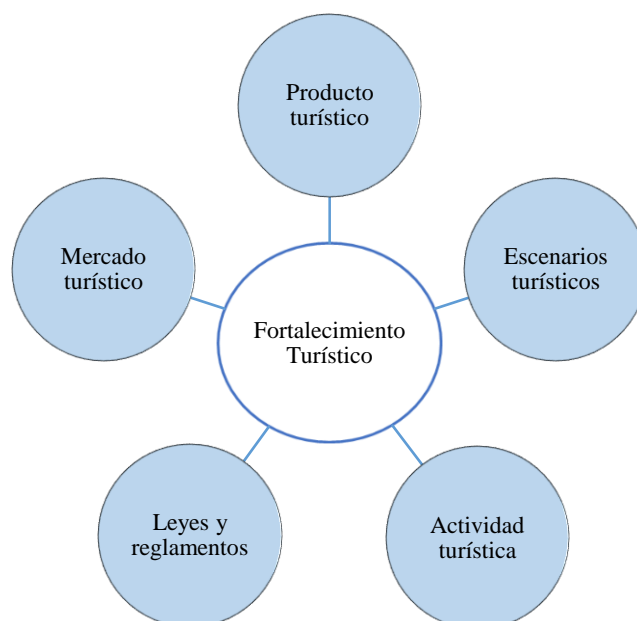 Producto
turístico
Mercado
turístico
Escenarios
turísticos
Fortalecimiento
Turístico
Leyes y
reglamentos
Actividad
turística